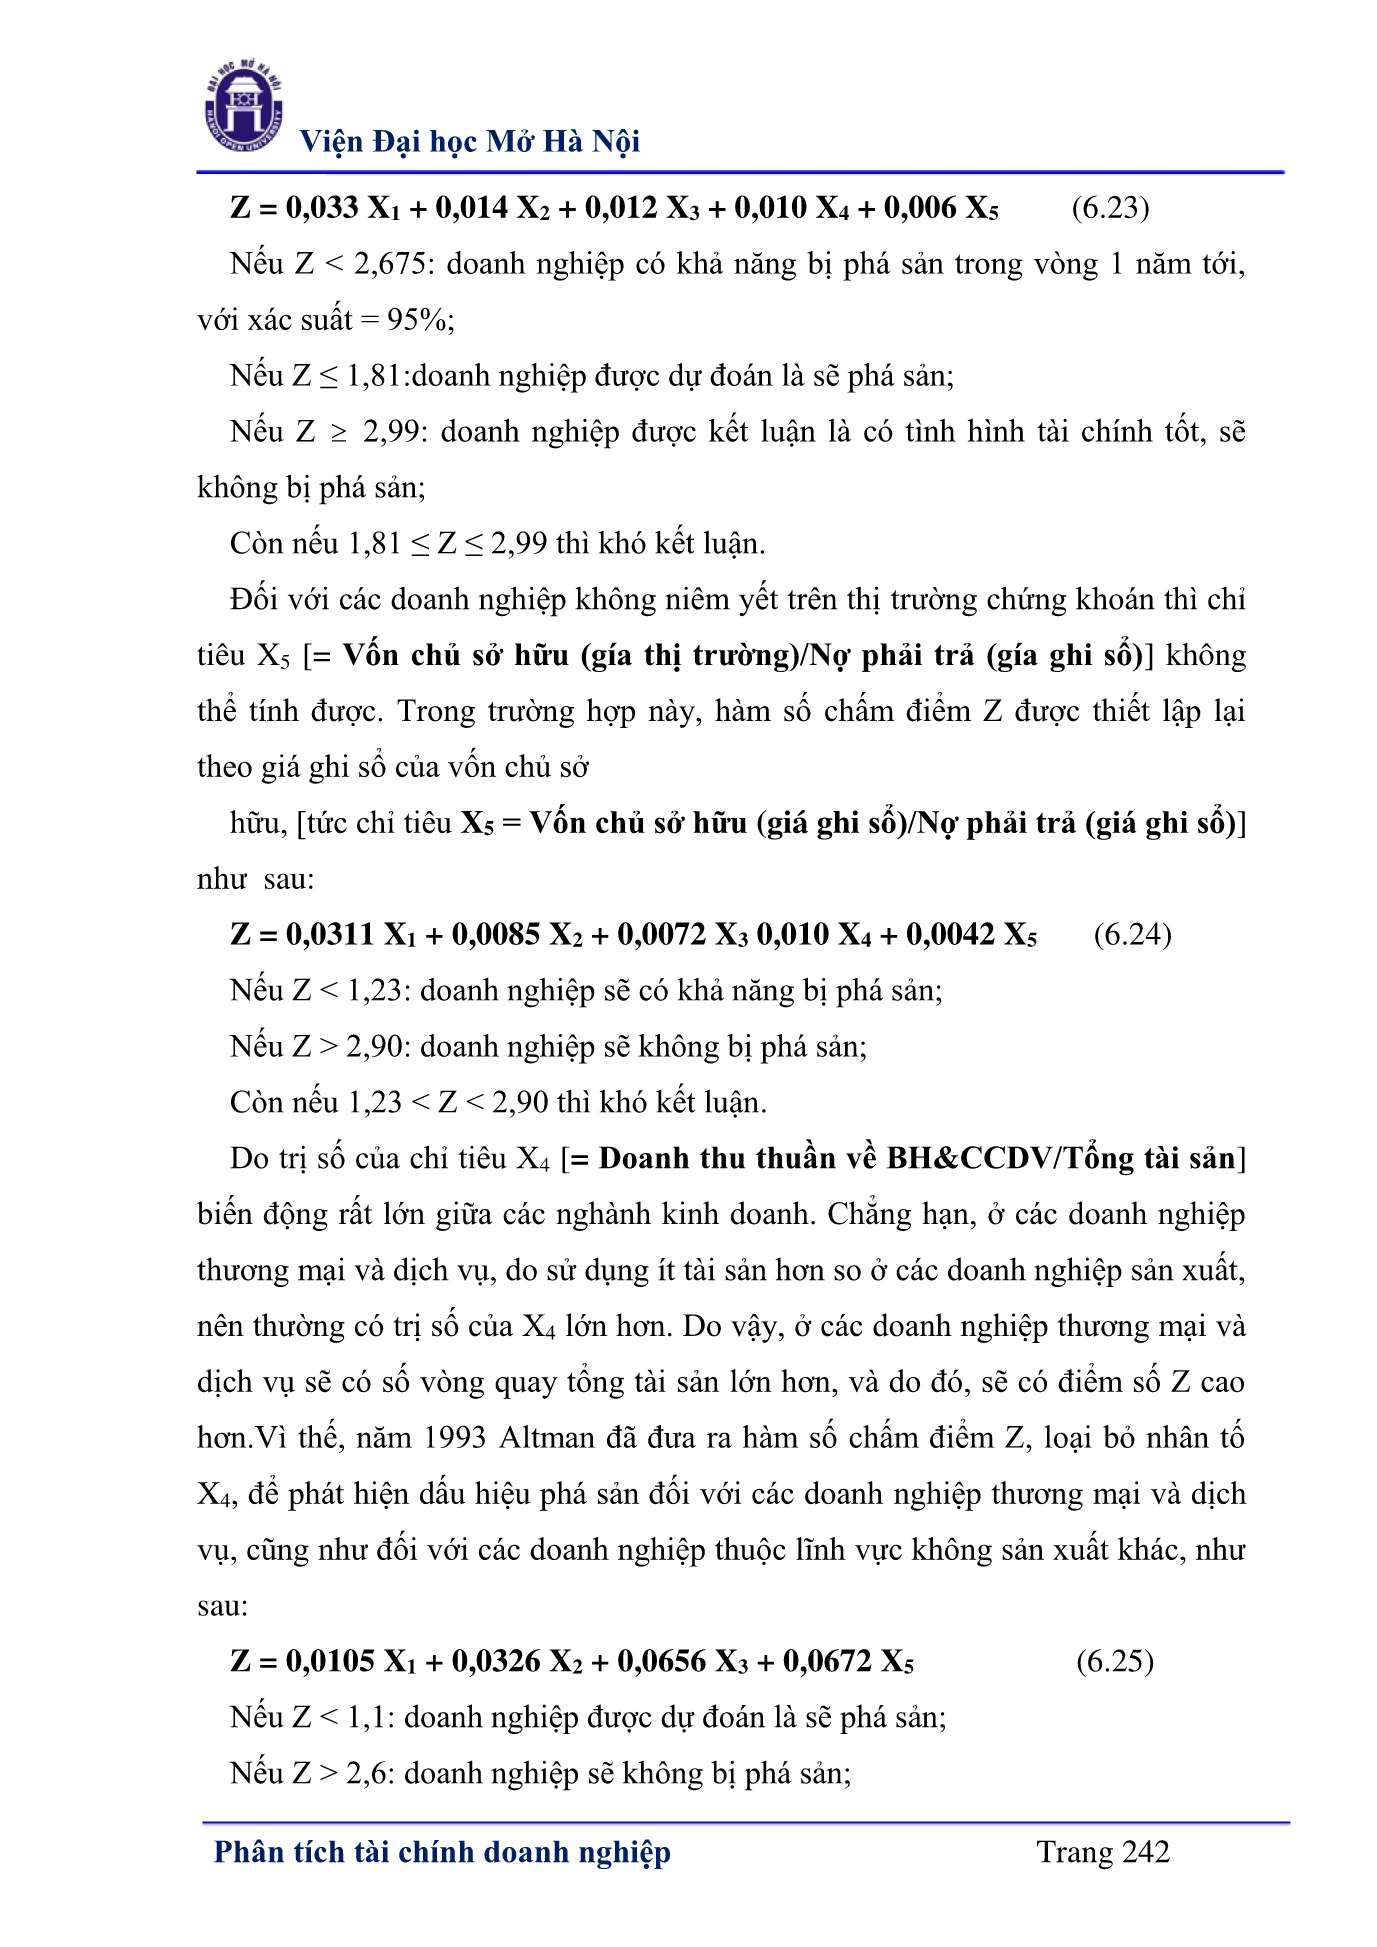 ĐẠI HỌC MỞ HÀ NỘI
HANOI OPEN UNIVERSITY
Viện Đại học Mở Hà Nội
Z = 0,033 X₁ + 0,014 X₂ + 0,012 X₃ + 0,010 X₄ + 0,006 X₅ (6.23)
Nếu Z < 2,675: doanh nghiệp có khả năng bị phá sản trong vòng 1 năm tới,
với xác suất = 95%;
Nếu Z ≤ 1,81:doanh nghiệp được dự đoán là sẽ phá sản;
Nếu Z ≥ 2,99: doanh nghiệp được kết luận là có tình hình tài chính tốt, sẽ
không bị phá sản;
Còn nếu 1,81 ≤ Z ≤ 2,99 thì khó kết luận.
Đối với các doanh nghiệp không niêm yết trên thị trường chứng khoán thì chỉ
tiêu X₅ [= Vốn chủ sở hữu (gía thị trường)/Nợ phải trả (gía ghi sổ)] không
thể tính được. Trong trường hợp này, hàm số chấm điểm Z được thiết lập lại
theo giá ghi sổ của vốn chủ sở
hữu, [tức chỉ tiêu X₅ = Vốn chủ sở hữu (giá ghi sổ)/Nợ phải trả (giá ghi sổ)]
như sau:
Z = 0,0311 X₁ + 0,0085 X₂ + 0,0072 X₃ 0,010 X₄ + 0,0042 X₅ (6.24)
Nếu Z < 1,23: doanh nghiệp sẽ có khả năng bị phá sản;
Nếu Z > 2,90: doanh nghiệp sẽ không bị phá sản;
Còn nếu 1,23 < Z < 2,90 thì khó kết luận.
Do trị số của chỉ tiêu X₄ [= Doanh thu thuần về BH&CCDV/Tổng tài sản]
biến động rất lớn giữa các nghành kinh doanh. Chẳng hạn, ở các doanh nghiệp
thương mại và dịch vụ, do sử dụng ít tài sản hơn so ở các doanh nghiệp sản xuất,
nên thường có trị số của X₄ lớn hơn. Do vậy, ở các doanh nghiệp thương mại và
dịch vụ sẽ có số vòng quay tổng tài sản lớn hơn, và do đó, sẽ có điểm số Z cao
hơn.Vì thế, năm 1993 Altman đã đưa ra hàm số chấm điểm Z, loại bỏ nhân tố
X₄, để phát hiện dấu hiệu phá sản đối với các doanh nghiệp thương mại và dịch
vụ, cũng như đối với các doanh nghiệp thuộc lĩnh vực không sản xuất khác, như
sau:
Z = 0,0105 X₁ + 0,0326 X₂ + 0,0656 X₃ + 0,0672 X₅ (6.25)
Nếu Z < 1,1: doanh nghiệp được dự đoán là sẽ phá sản;
Nếu Z > 2,6: doanh nghiệp sẽ không bị phá sản;
Phân tích tài chính doanh nghiệp Trang 242